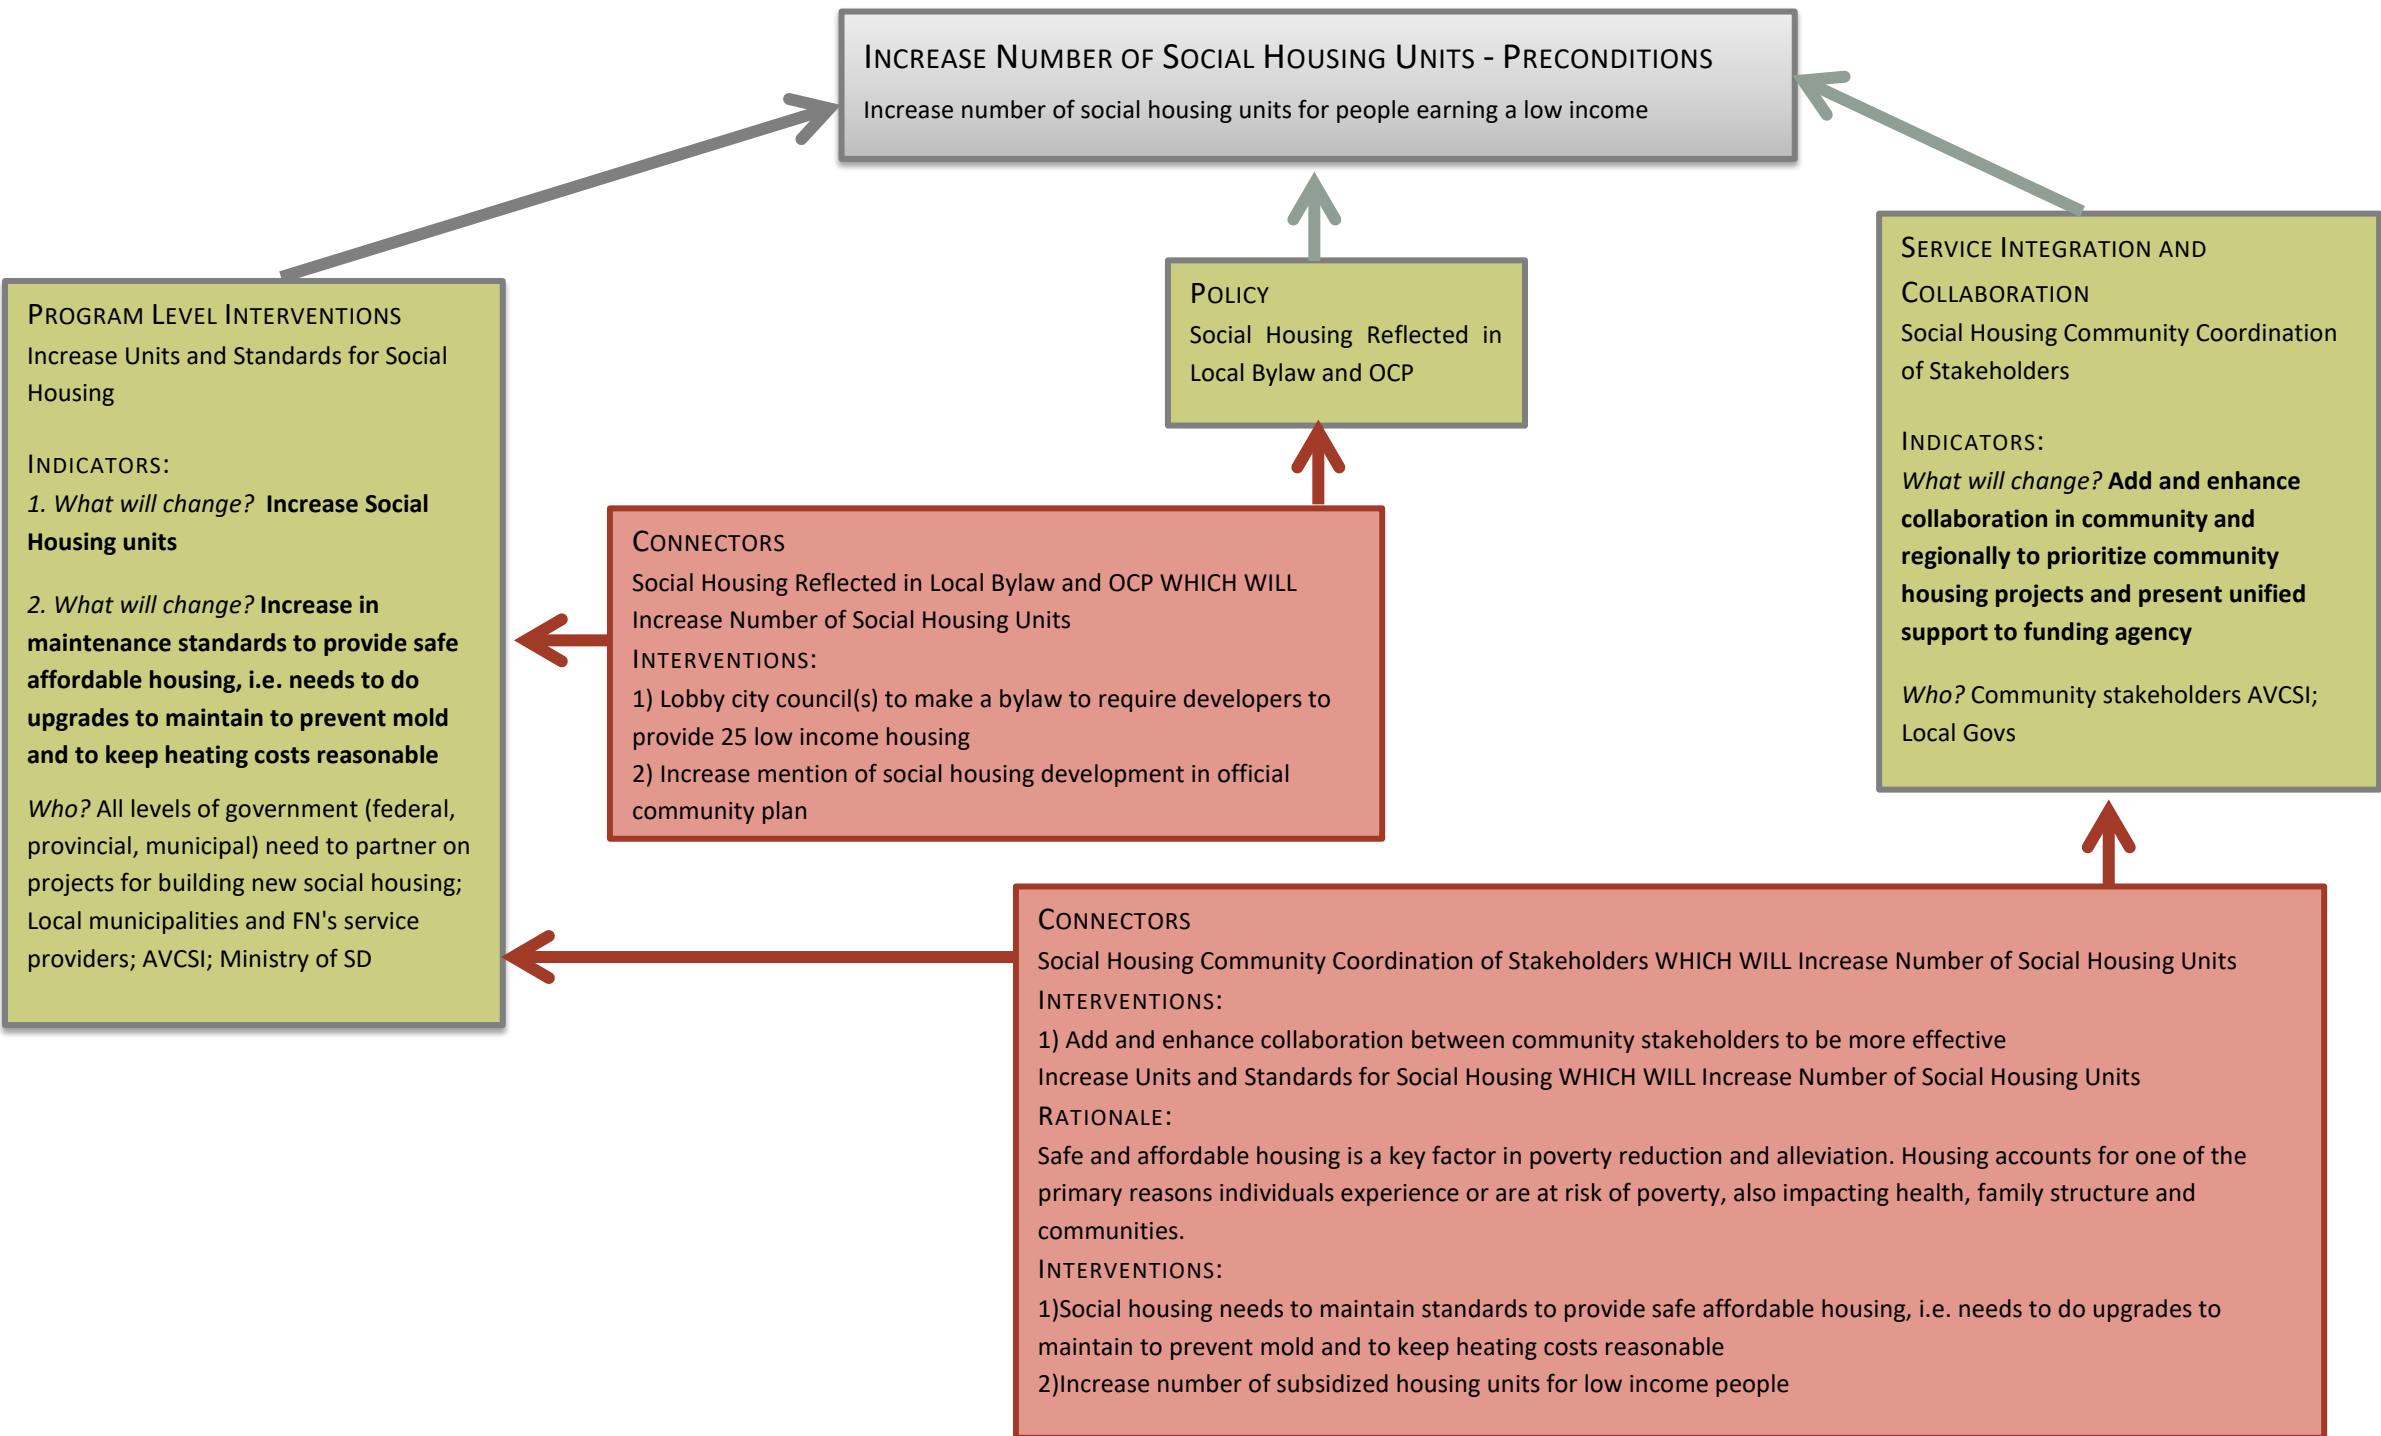 INCREASE NUMBER OF SOCIAL HOUSING UNITS - PRECONDITIONS
Increase number of social housing units for people earning a low income
PROGRAM LEVEL INTERVENTIONS
Increase Units and Standards for Social
Housing
INDICATORS:
1. What will change? Increase Social
Housing units
2. What will change? Increase in
maintenance standards to provide safe
affordable housing, i.e. needs to do
upgrades to maintain to prevent mold
and to keep heating costs reasonable
Who? All levels of government (federal,
provincial, municipal) need to partner on
projects for building new social housing;
Local municipalities and FN's service
providers; AVCSI; Ministry of SD
POLICY
Social Housing Reflected in
Local Bylaw and OCP
SERVICE INTEGRATION AND
COLLABORATION
Social Housing Community Coordination
of Stakeholders
INDICATORS:
What will change? Add and enhance
collaboration in community and
regionally to prioritize community
housing projects and present unified
support to funding agency
Who? Community stakeholders AVCSI;
Local Govs
CONNECTORS
Social Housing Reflected in Local Bylaw and OCP WHICH WILL
Increase Number of Social Housing Units
INTERVENTIONS:
1) Lobby city council(s) to make a bylaw to require developers to
provide 25 low income housing
2) Increase mention of social housing development in official
community plan
CONNECTORS
Social Housing Community Coordination of Stakeholders WHICH WILL Increase Number of Social Housing Units
INTERVENTIONS:
1) Add and enhance collaboration between community stakeholders to be more effective
Increase Units and Standards for Social Housing WHICH WILL Increase Number of Social Housing Units
RATIONALE:
Safe and affordable housing is a key factor in poverty reduction and alleviation. Housing accounts for one of the
primary reasons individuals experience or are at risk of poverty, also impacting health, family structure and
communities.
INTERVENTIONS:
1)Social housing needs to maintain standards to provide safe affordable housing, i.e. needs to do upgrades to
maintain to prevent mold and to keep heating costs reasonable
2)Increase number of subsidized housing units for low income people